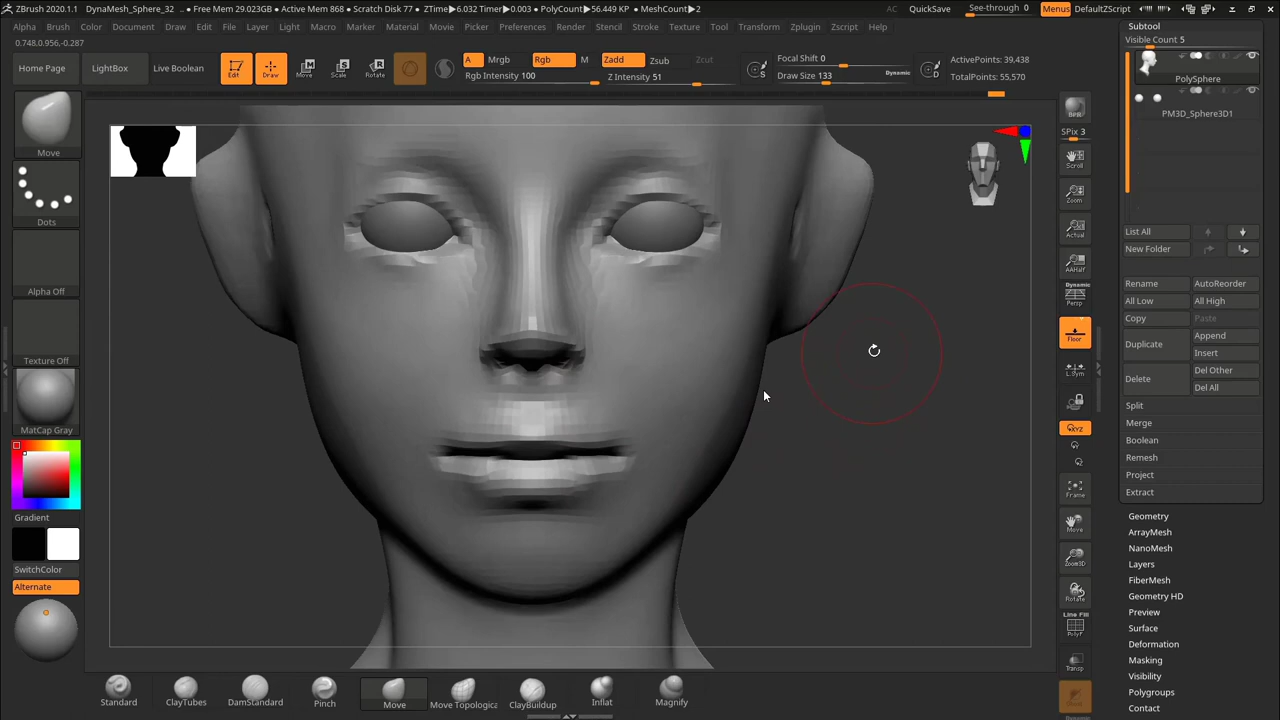 ZBrush 2020.1.1 DynaMesh_Sphere_32 .. • Free Mem 29.023GB • Active Mem 868 • Scratch Disk 77 • ZTime▶6.032 Timer▶0.003 • PolyCount▶56.449 KP • MeshCount▶2 AC QuickSave See-through 0 Menus DefaultZScript
Alpha Brush Color Document Draw Edit File Layer Light Macro Marker Material Movie Picker Preferences Render Stencil Stroke Texture Tool Transform Zplugin Zscript Help
0.748,0.956,-0.287
Home Page LightBox Live Boolean Edit Draw Move Scale Rotate
A Mrgb Rgb M Zadd Zsub Zcut
Rgb Intensity 100 Z Intensity 51
S Focal Shift 0
Draw Size 133 Dynamic
D ActivePoints: 39,438
TotalPoints: 55,570
Move
Dots
Alpha Off
Texture Off
MatCap Gray
Gradient
SwitchColor
Alternate
BPR
SPix 3
Scroll
Zoom
Actual
AAHalf
Dynamic
Persp
Floor
L.Sym
XYZ
Frame
Move
Zoom3D
Rotate
Line Fill
PolyF
Transp
Subtool
Visible Count 5
PolySphere
PM3D_Sphere3D1
List All
New Folder
Rename AutoReorder
All Low All High
Copy Paste
Duplicate Append
Insert
Delete Del Other
Del All
Split
Merge
Boolean
Remesh
Project
Extract
Geometry
ArrayMesh
NanoMesh
Layers
FiberMesh
Geometry HD
Preview
Surface
Deformation
Masking
Visibility
Polygroups
Contact
Standard ClayTubes DamStandard Pinch Move Move Topologica ClayBuildup Inflat Magnify